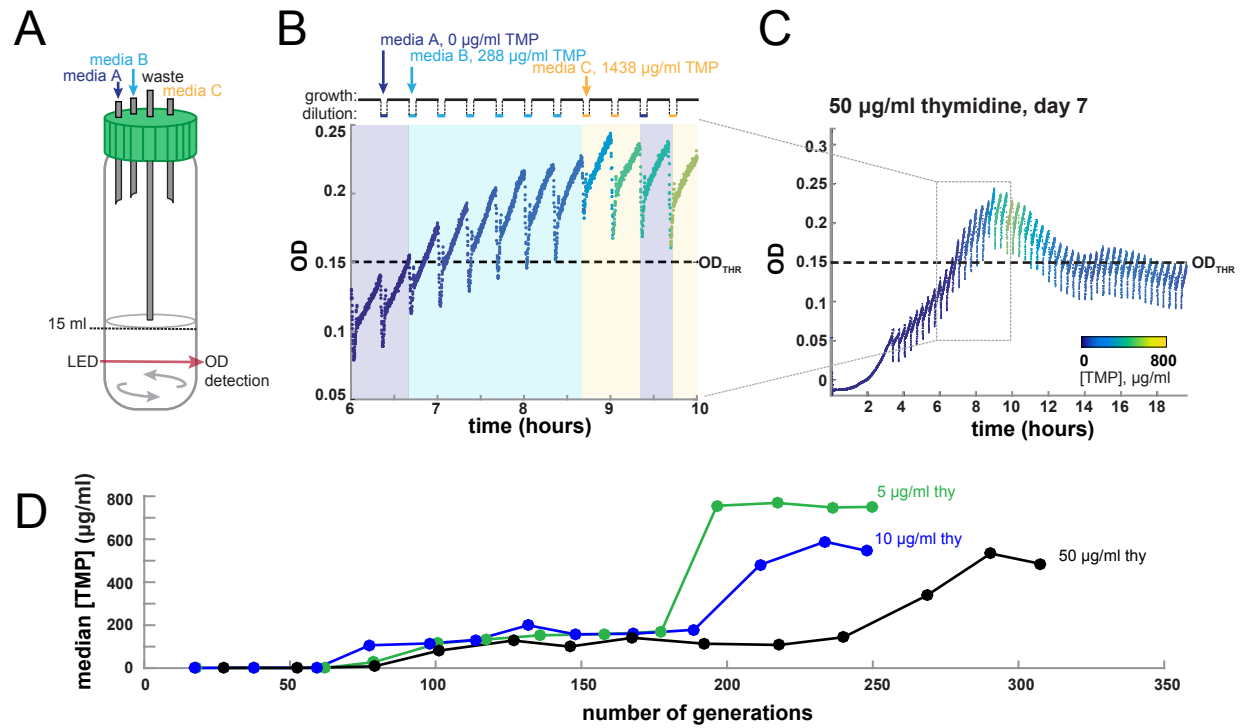 A
media B
media A
waste
media C
15 ml
LED
OD
detection
B
media A, 0 µg/ml TMP
media B, 288 µg/ml TMP
media C, 1438 µg/ml TMP
growth:
dilution:
0.25
0.2
0.15
0.1
0.05
OD
OD_THR
6 7 8 9 10
time (hours)
C
50 µg/ml thymidine, day 7
0.3
0.25
0.2
0.15
0.1
0.05
0
OD
OD_THR
0 800
[TMP], µg/ml
2 4 6 8 10 12 14 16 18
time (hours)
D
800
600
400
200
0
median [TMP] (µg/ml)
5 µg/ml thy
10 µg/ml thy
50 µg/ml thy
0 50 100 150 200 250 300 350
number of generations